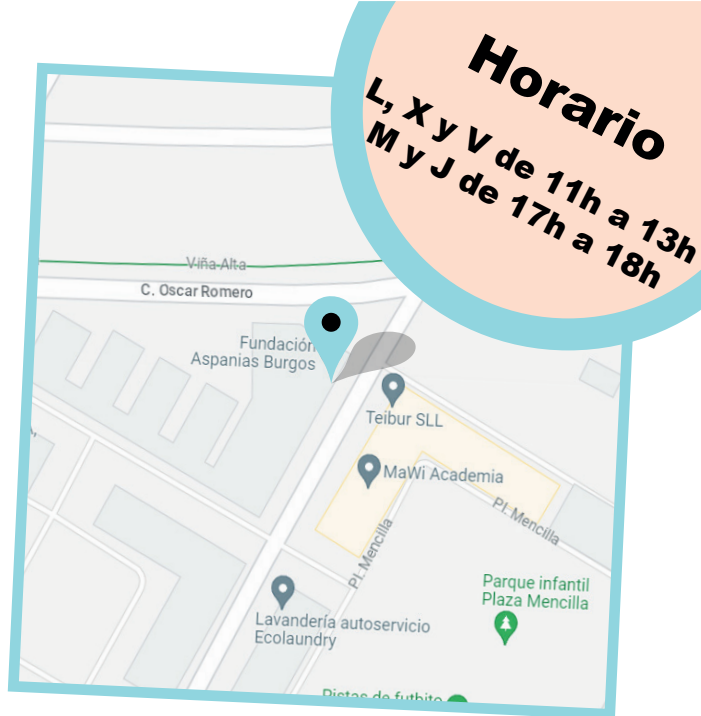 Horario
L, X y V de 11h a 13h
M y J de 17h a 18h
Viña-Alta
C. Oscar Romero
Fundación
Aspanias Burgos
Teibur SLL
MaWi Academia
Pl. Mencilla
Pl. Mencilla
Parque infantil
Plaza Mencilla
Lavandería autoservicio
Ecolaundry
Pistas de futbito